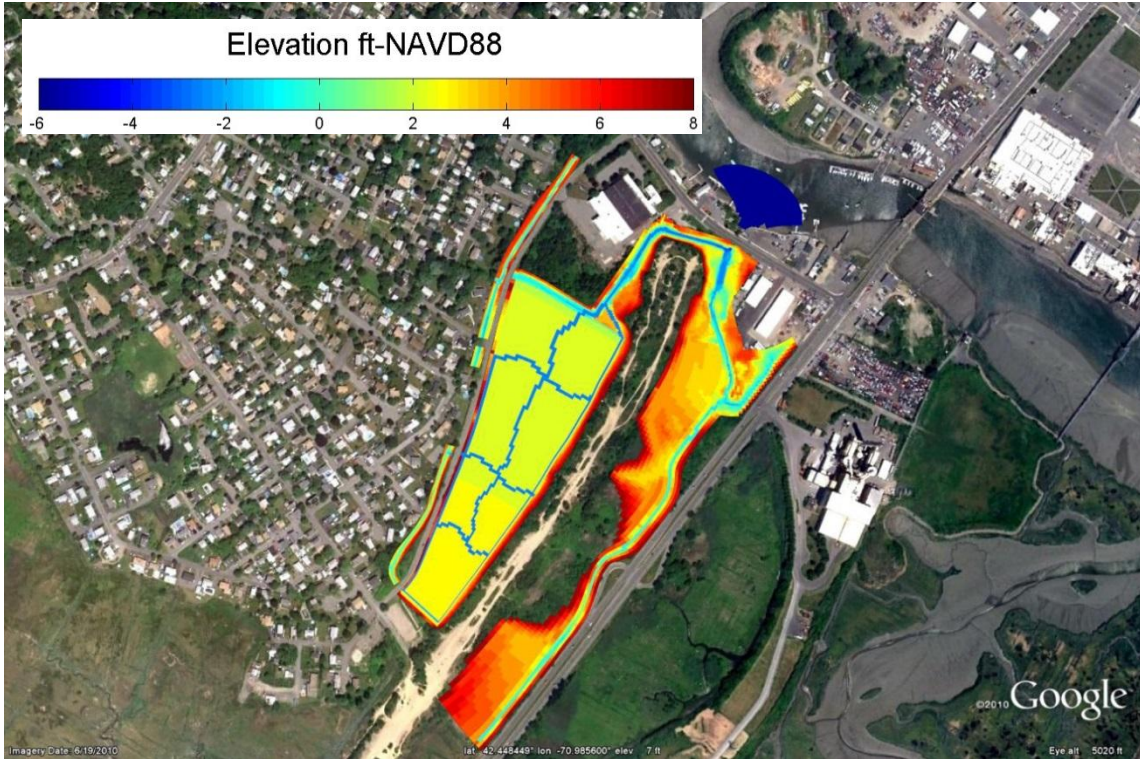 Elevation ft-NAVD88
-6 -4 -2 0 2 4 6 8
©2010 Google
Imagery Date: 6/19/2010 lat 42.448449° lon -70.985600° elev 7 ft Eye alt 5020 ft